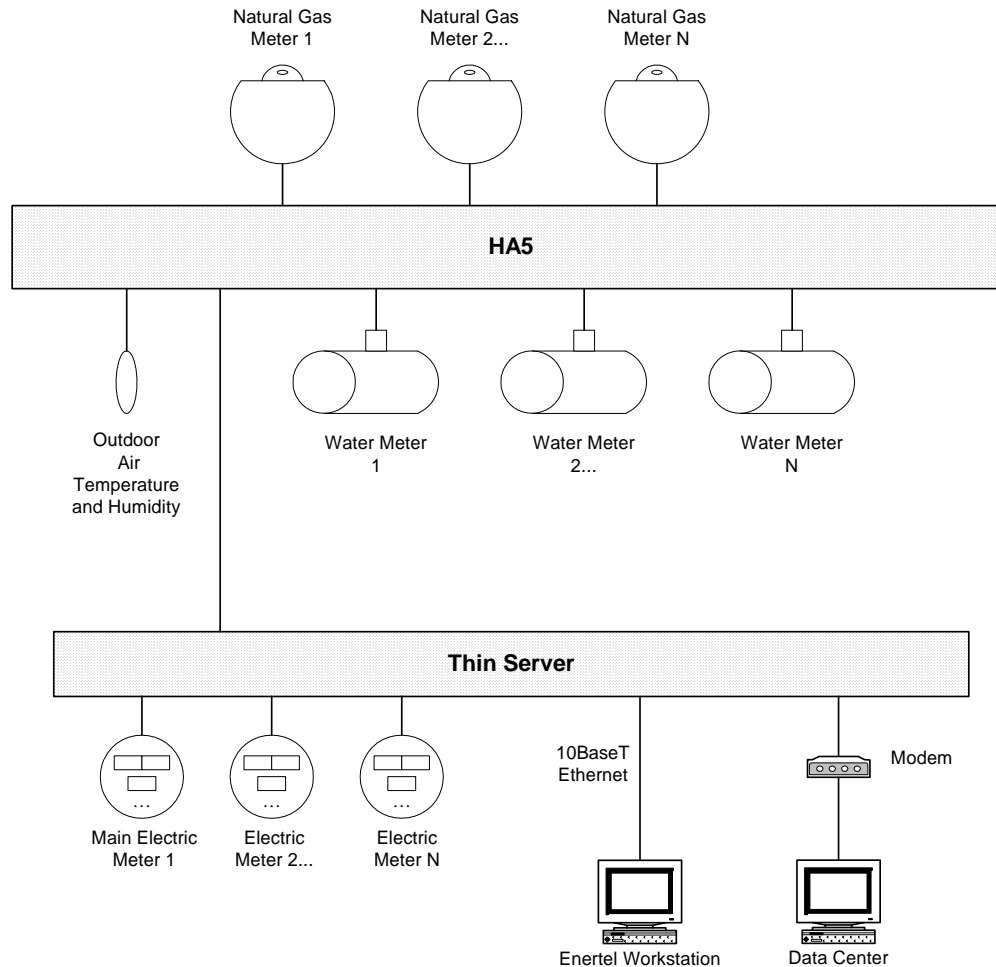 Natural Gas
Meter 1
Natural Gas
Meter 2...
Natural Gas
Meter N
HA5
Outdoor
Air
Temperature
and Humidity
Water Meter
1
Water Meter
2...
Water Meter
N
Thin Server
...
Main Electric
Meter 1
...
Electric
Meter 2...
...
Electric
Meter N
10BaseT
Ethernet
Modem
Enertel Workstation
Data Center